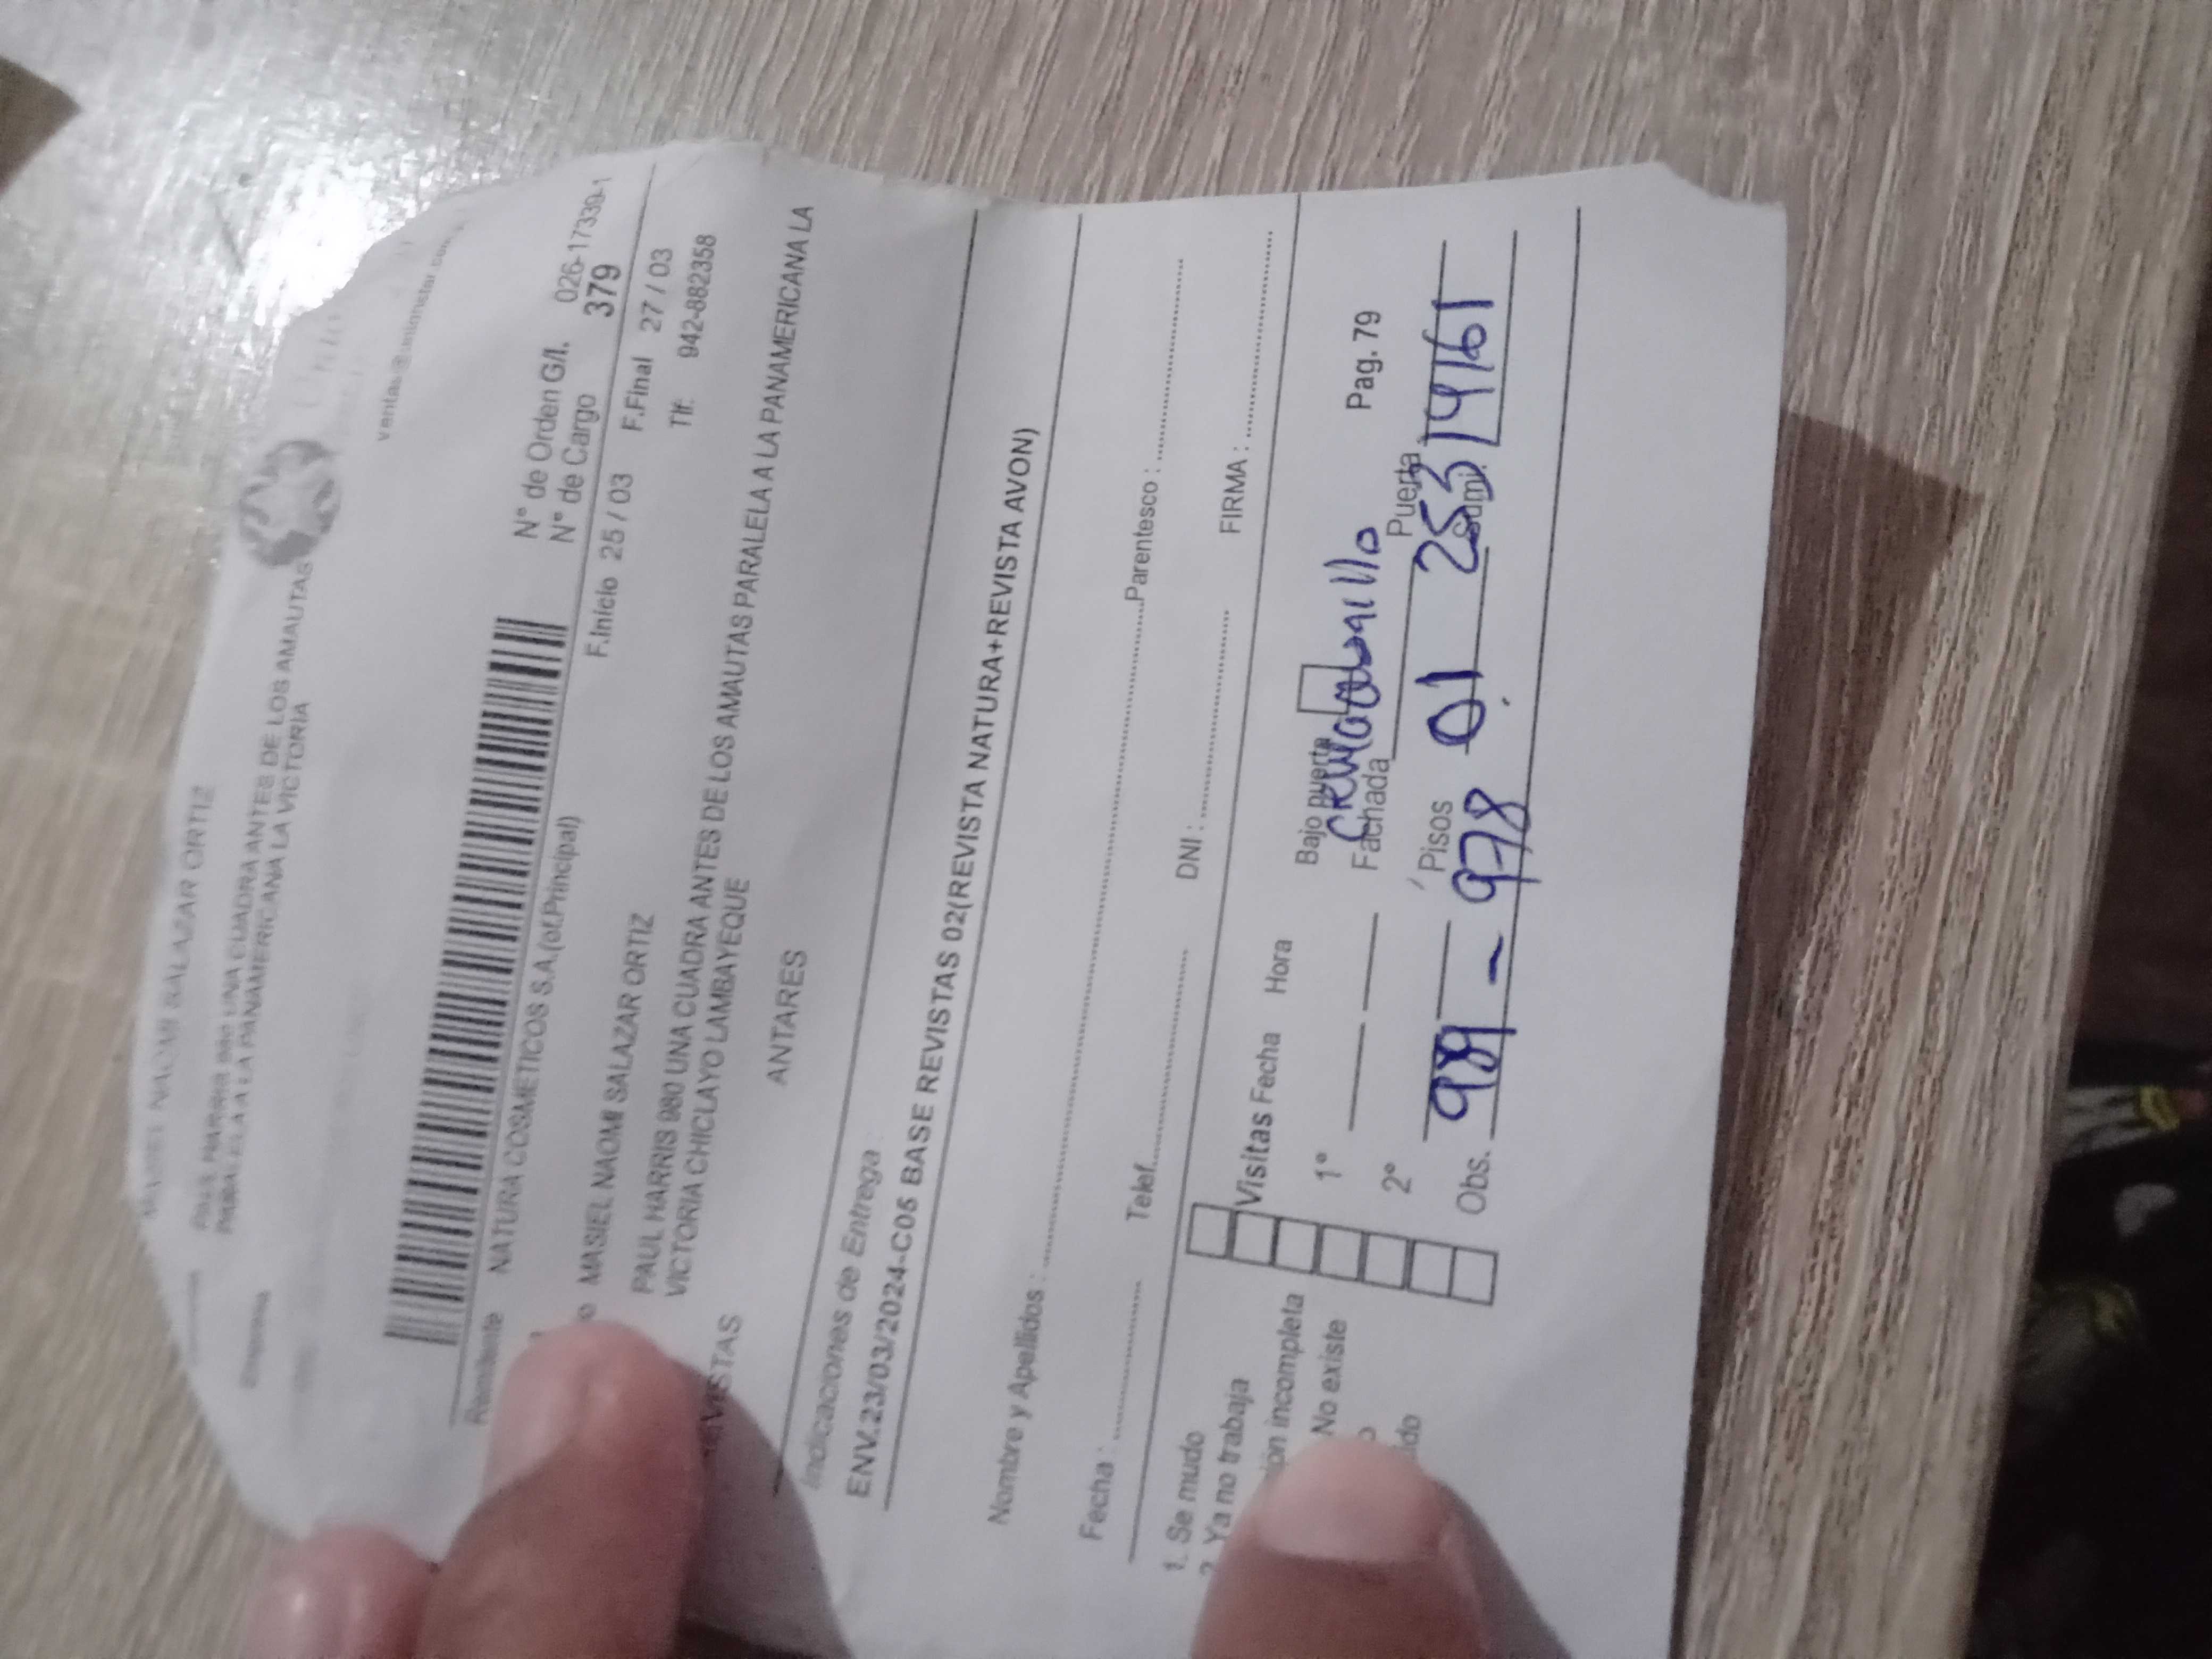 MASIEL NAOMI SALAZAR ORTIZ
PAUL HARRIS 980 UNA CUADRA ANTES DE LOS AMAUTAS
PARALELA A LA PANAMERICANA LA VICTORIA
ventas@unionstar.com
N° de Orden G/I. 026-17339-1
N° de Cargo 379
Remitente NATURA COSMETICOS S.A.(of.Principal)
F.Inicio 25 / 03 F.Final 27 / 03
MASIEL NAOMI SALAZAR ORTIZ
Tlf: 942-882358
PAUL HARRIS 980 UNA CUADRA ANTES DE LOS AMAUTAS PARALELA A LA PANAMERICANA LA
VICTORIA CHICLAYO LAMBAYEQUE
ANTARES
Indicaciones de Entrega :
ENV.23/03/2024-C05 BASE REVISTAS 02(REVISTA NATURA+REVISTA AVON)
Nombre y Apellidos : Parentesco :
Fecha : Telef. DNI : FIRMA :
1. Se mudo
2. Ya no trabaja
incompleta
No existe
Visitas Fecha Hora
1°
2°
Bajo puerta
Fachada
Pag. 79
Puerta
Pisos
Sumi.
Obs.
01 253